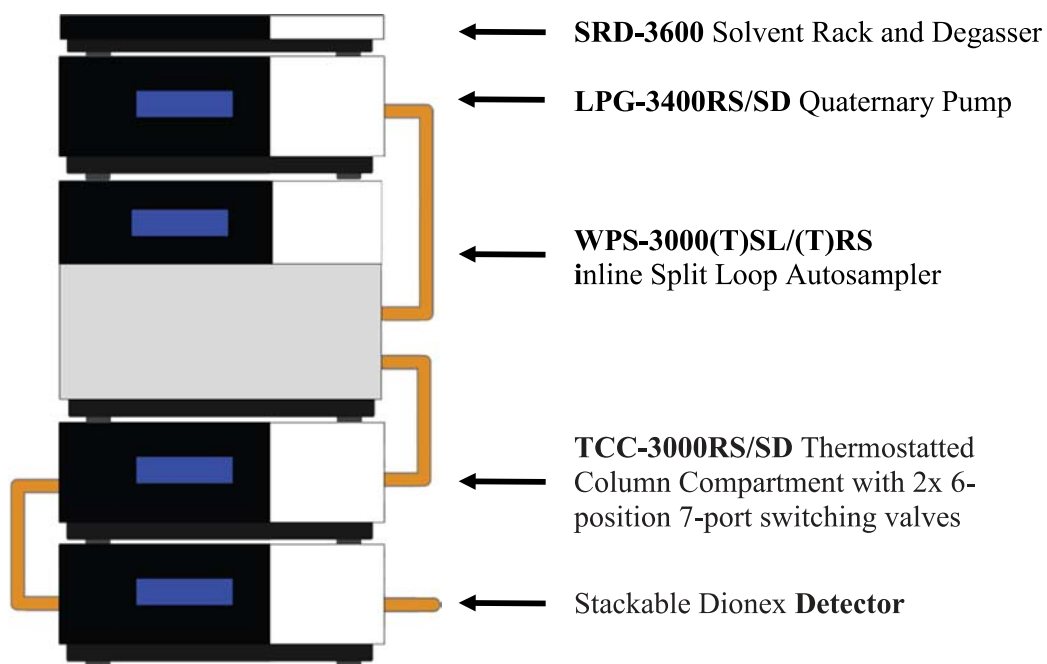 SRD-3600 Solvent Rack and Degasser
LPG-3400RS/SD Quaternary Pump
WPS-3000(T)SL/(T)RS
inline Split Loop Autosampler
TCC-3000RS/SD Thermostatted
Column Compartment with 2x 6-
position 7-port switching valves
Stackable Dionex Detector